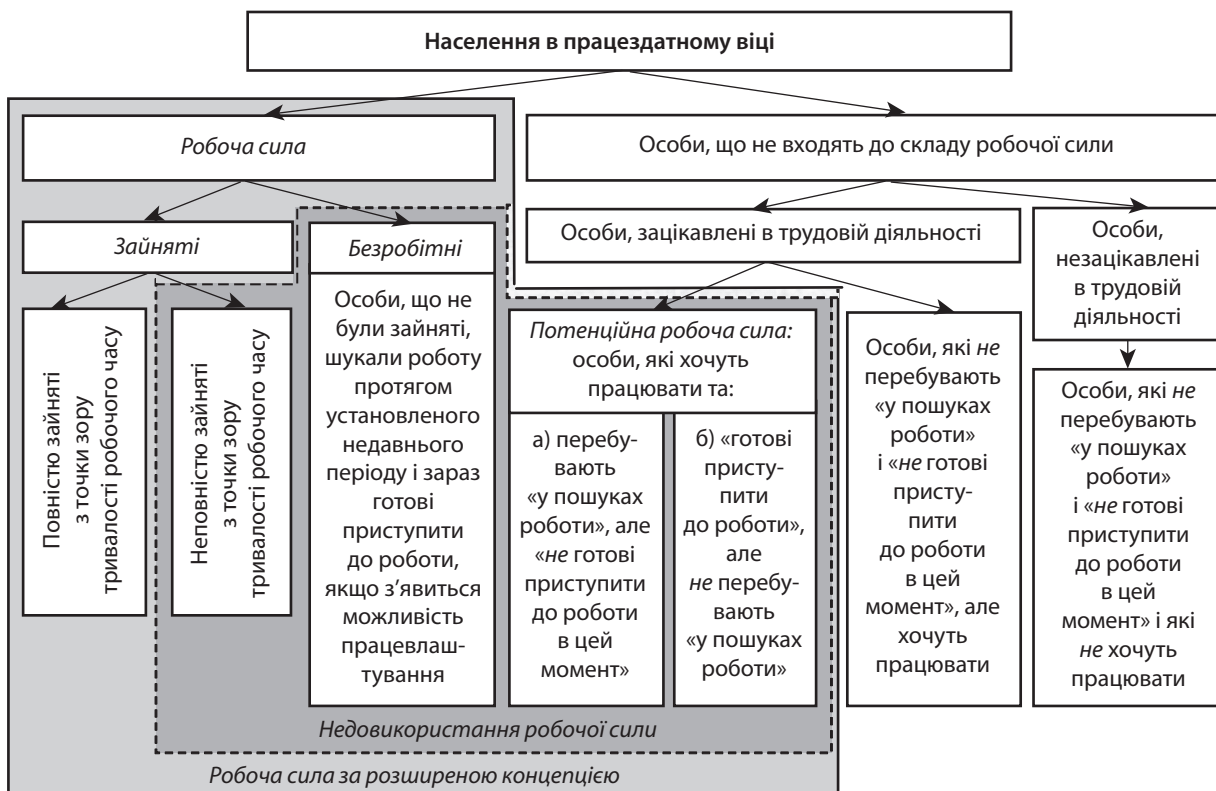 Населення в працездатному віці
Робоча сила
Особи, що не входять до складу робочої сили
Зайняті
Безробітні
Особи, зацікавлені в трудовій діяльності
Особи,
незацікавлені
в трудовій
діяльності
Повністю зайняті
з точки зору
тривалості робочого часу
Неповністю зайняті
з точки зору
тривалості робочого часу
Особи, що не
були зайняті,
шукали роботу
протягом
установленого
недавнього
періоду і зараз
готові
приступити
до роботи,
якщо з’явиться
можливість
працевлаш-
тування
Потенційна робоча сила:
особи, які хочуть
працювати та:
а) перебу-
вають
«у пошуках
роботи», але
«не готові
приступити
до роботи
в цей
момент»
б) «готові
присту-
пити
до роботи»,
але
не перебу-
вають
«у пошуках
роботи»
Особи, які не
перебувають
«у пошуках
роботи»
і «не готові
присту-
пити
до роботи
в цей
момент», але
хочуть
працювати
Особи, які не
перебувають
«у пошуках
роботи»
і «не готові
приступити
до роботи
в цей
момент» і які
не хочуть
працювати
Недовикористання робочої сили
Робоча сила за розширеною концепцією